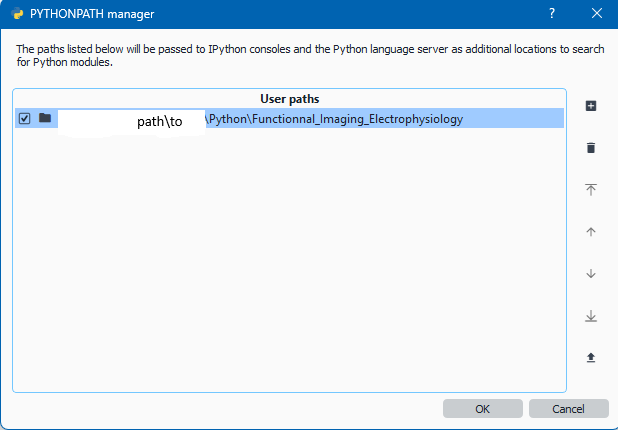 PYTHONPATH manager
?
The paths listed below will be passed to IPython consoles and the Python language server as additional locations to search
for Python modules.
User paths
path\to \Python\Functionnal_Imaging_Electrophysiology
OK Cancel